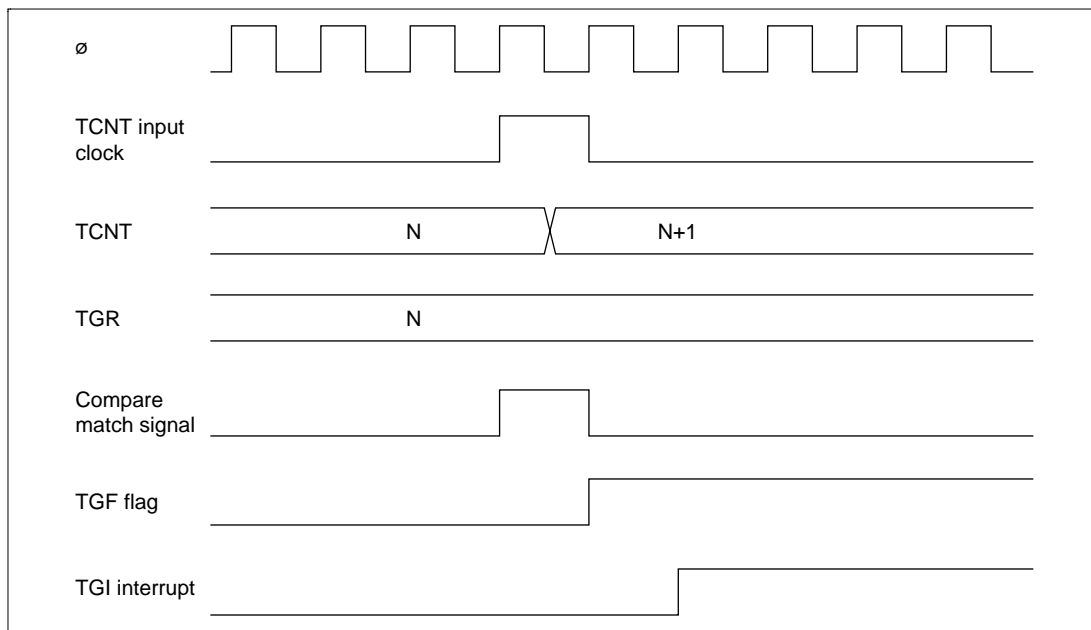 ø
TCNT input
clock
TCNT
N
N+1
TGR
N
Compare
match signal
TGF flag
TGI interrupt